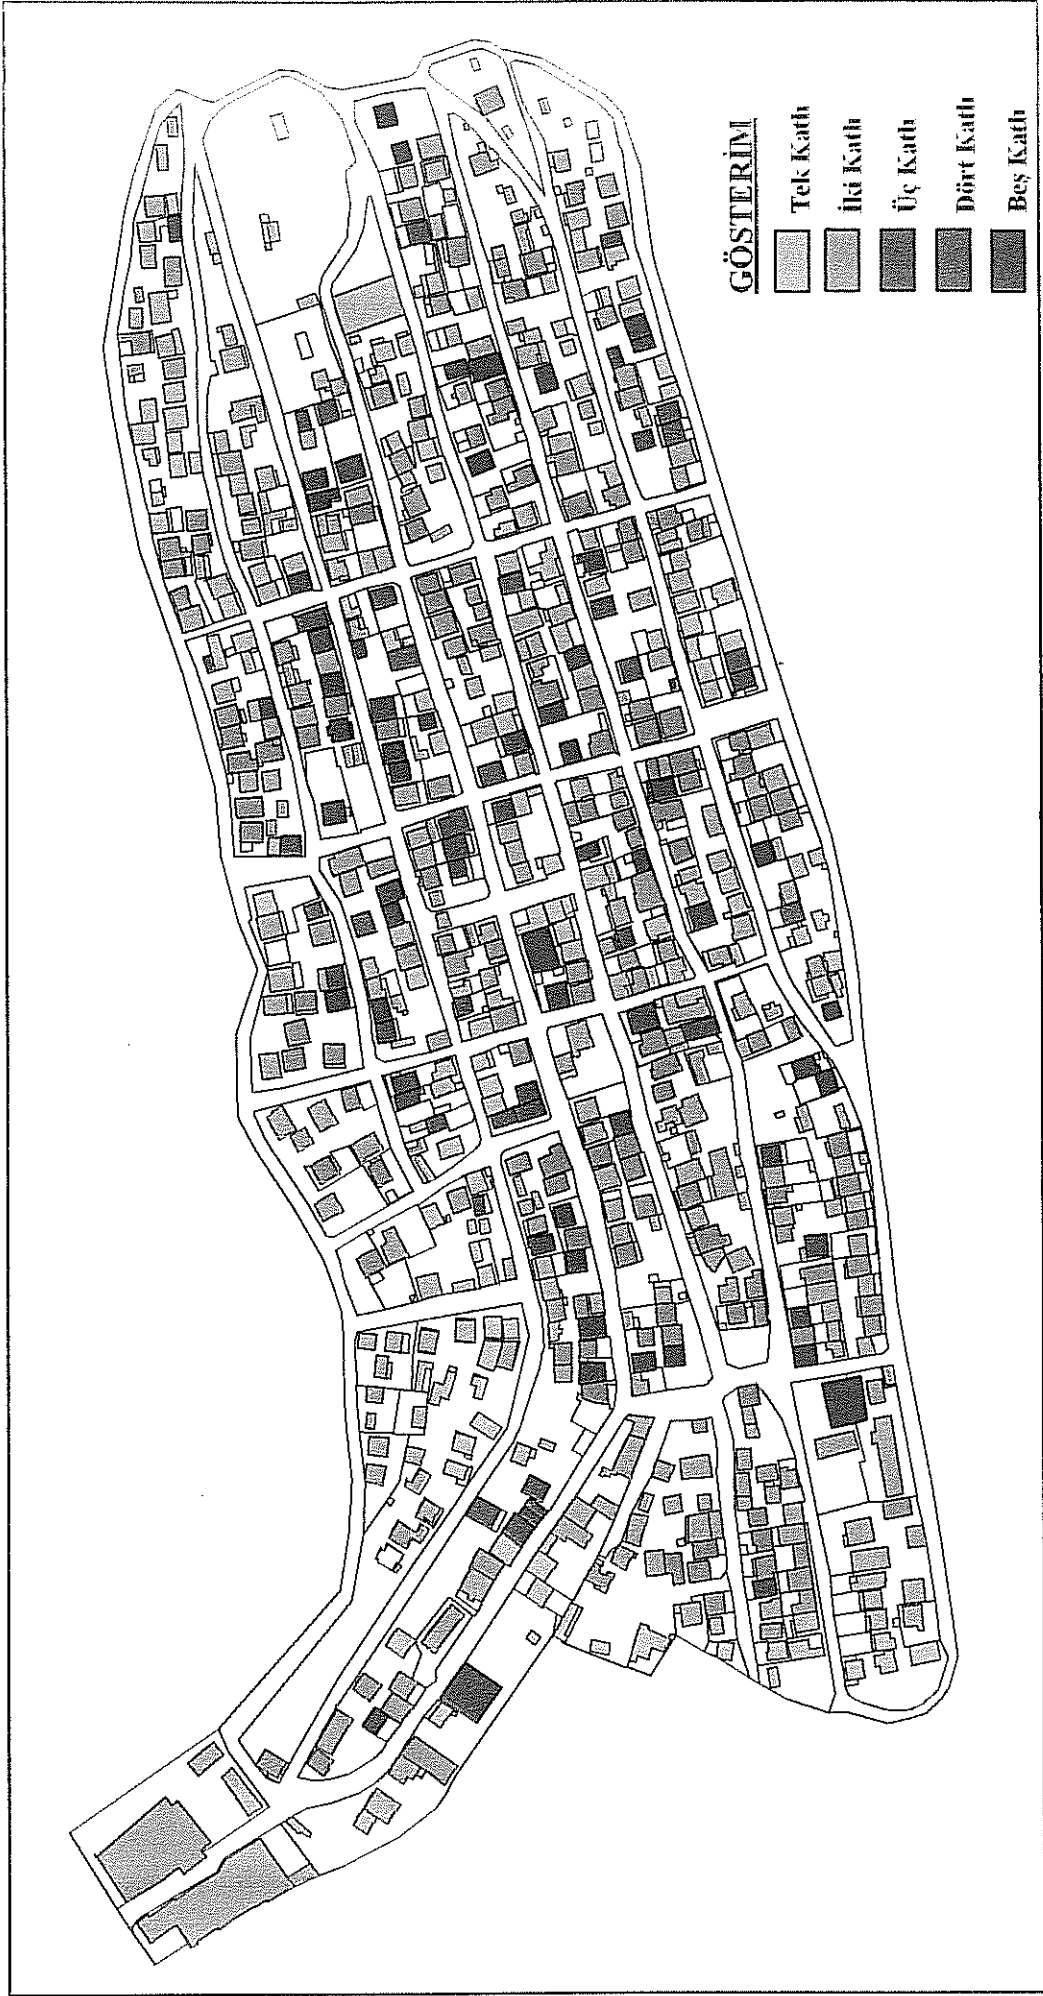 GÖSTERİM
Tek Katlı
İki Katlı
Üç Katlı
Dört Katlı
Beş Katlı